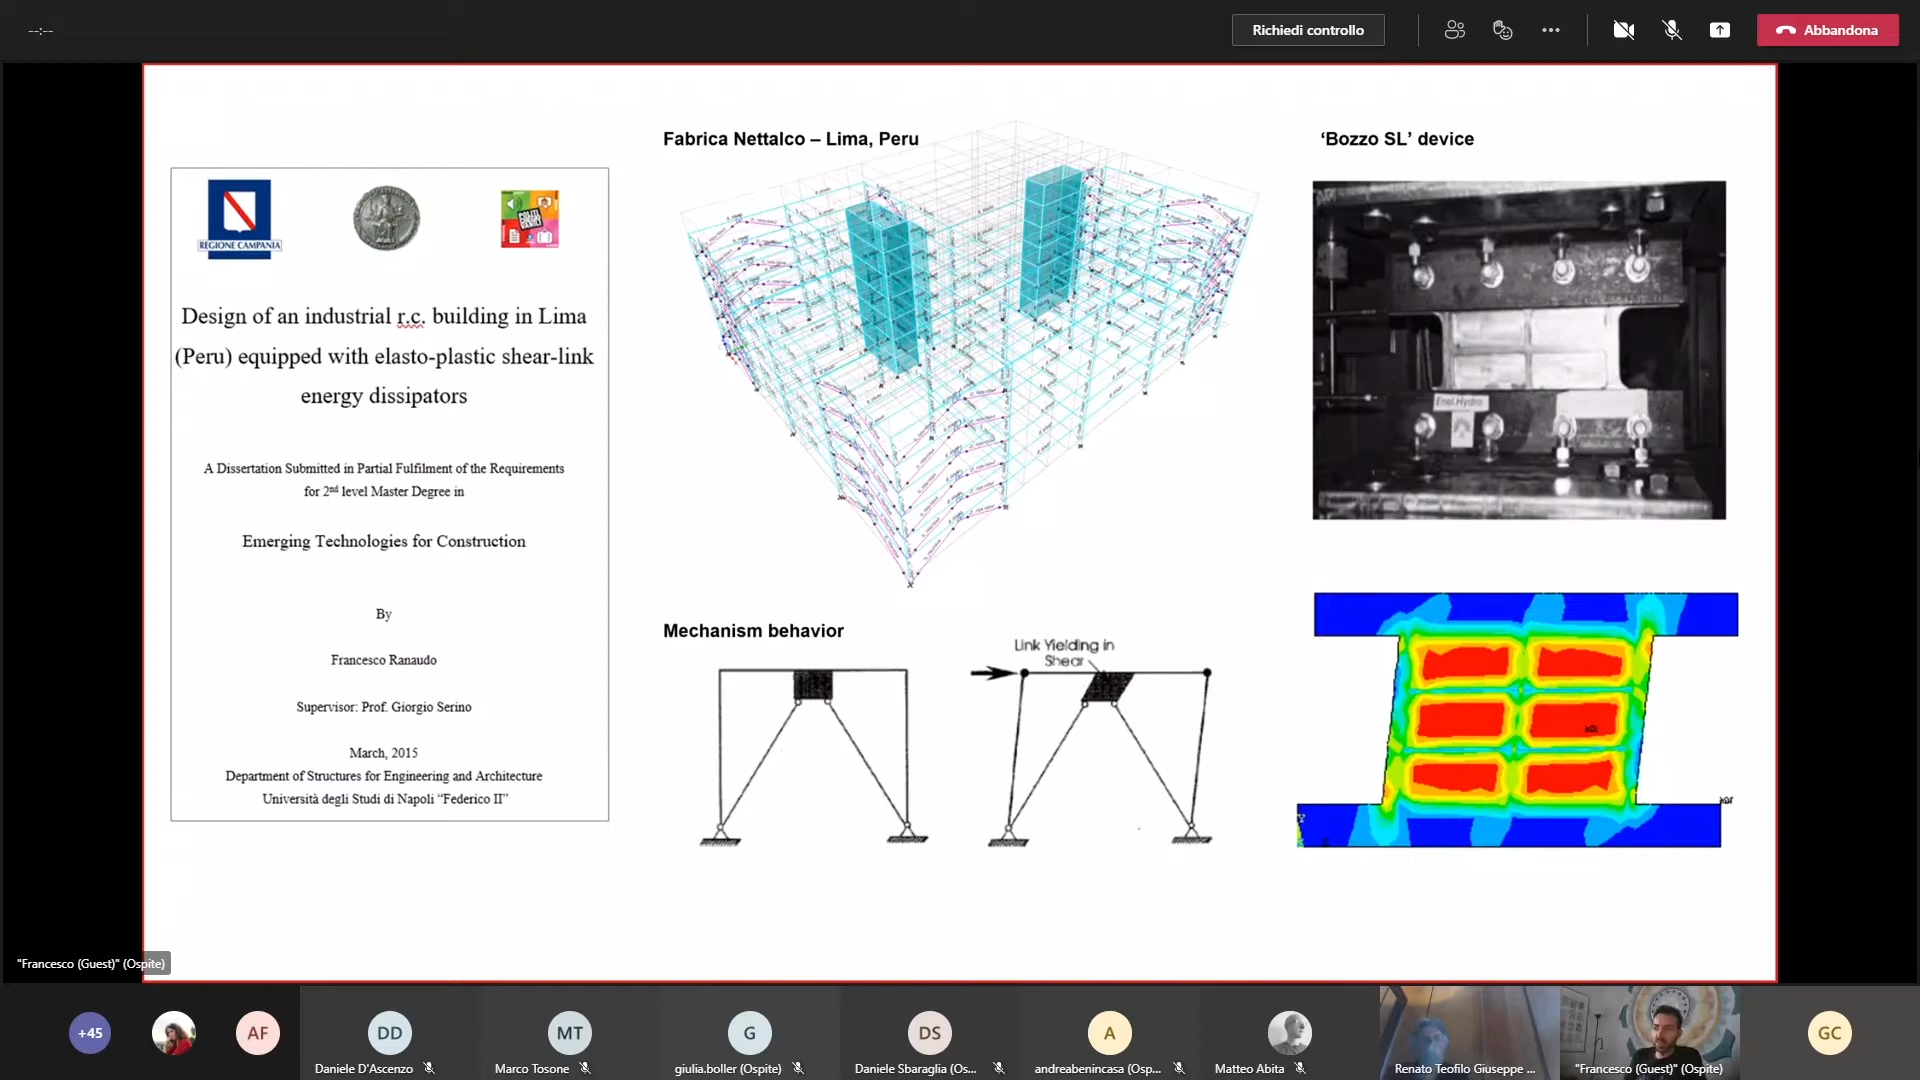 --:--
Richiedi controllo
Abbandona
REGIONE CAMPANIA
Design of an industrial r.c. building in Lima
(Peru) equipped with elasto-plastic shear-link
energy dissipators
A Dissertation Submitted in Partial Fulfilment of the Requirements
for 2nd level Master Degree in
Emerging Technologies for Construction
By
Francesco Ranaudo
Supervisor: Prof. Giorgio Serino
March, 2015
Department of Structures for Engineering and Architecture
Università degli Studi di Napoli “Federico II”
Fabrica Nettalco – Lima, Peru
Mechanism behavior
Link Yielding in
Shear
‘Bozzo SL’ device
Enel.Hydro
"Francesco (Guest)" (Ospite)
+45
AF
DD
Daniele D'Ascenzo
MT
Marco Tosone
G
giulia.boller (Ospite)
DS
Daniele Sbaraglia (Os...
A
andreabenincasa (Osp...
Matteo Abita
Renato Teofilo Giuseppe ...
"Francesco (Guest)" (Ospite)
GC